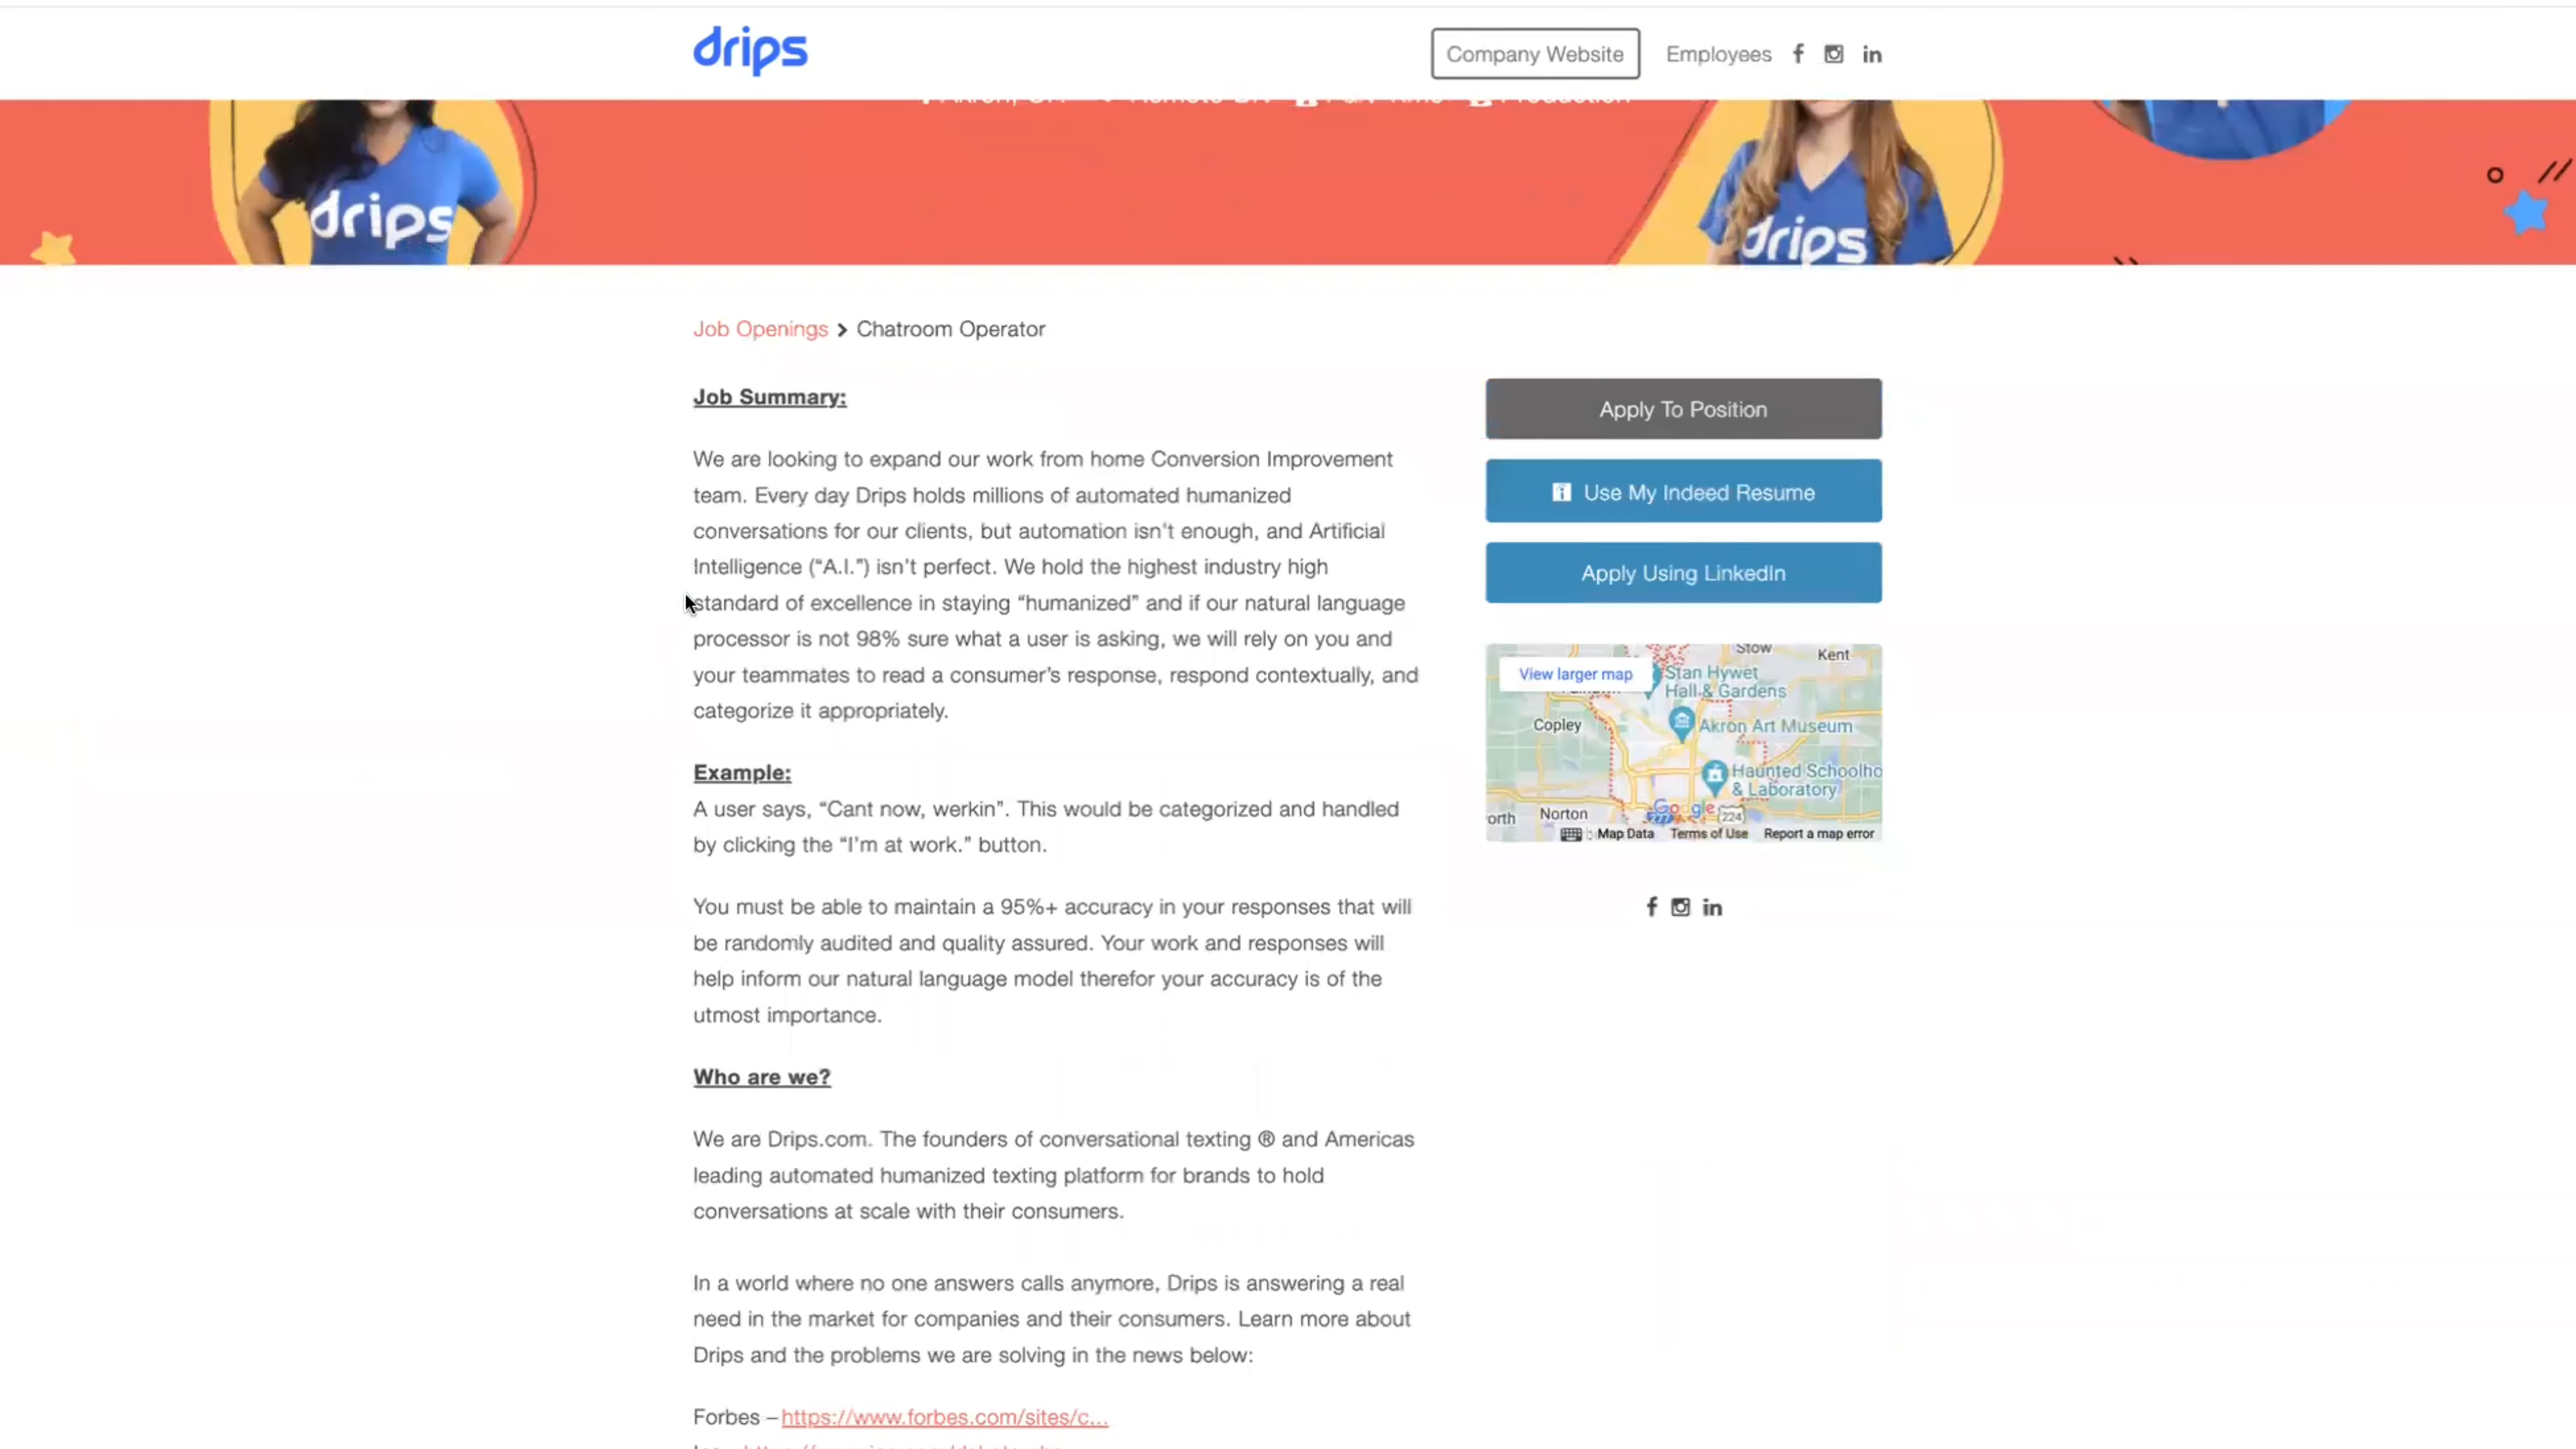 drips
Company Website
Employees
drips
drips
Job Openings > Chatroom Operator
Job Summary:
We are looking to expand our work from home Conversion Improvement
team. Every day Drips holds millions of automated humanized
conversations for our clients, but automation isn't enough, and Artificial
Intelligence (“A.I.”) isn't perfect. We hold the highest industry high
standard of excellence in staying “humanized” and if our natural language
processor is not 98% sure what a user is asking, we will rely on you and
your teammates to read a consumer's response, respond contextually, and
categorize it appropriately.
Example:
A user says, “Cant now, werkin”. This would be categorized and handled
by clicking the “I'm at work.” button.
You must be able to maintain a 95%+ accuracy in your responses that will
be randomly audited and quality assured. Your work and responses will
help inform our natural language model therefor your accuracy is of the
utmost importance.
Who are we?
We are Drips.com. The founders of conversational texting ® and Americas
leading automated humanized texting platform for brands to hold
conversations at scale with their consumers.
In a world where no one answers calls anymore, Drips is answering a real
need in the market for companies and their consumers. Learn more about
Drips and the problems we are solving in the news below:
Forbes – https://www.forbes.com/sites/c...
Apply To Position
Use My Indeed Resume
Apply Using LinkedIn
View larger map
Stow
Kent
Stan Hywet
Hall & Gardens
Copley
Akron Art Museum
Haunted Schoolho
& Laboratory
Norton
orth
Google
277
224
Map Data
Terms of Use
Report a map error